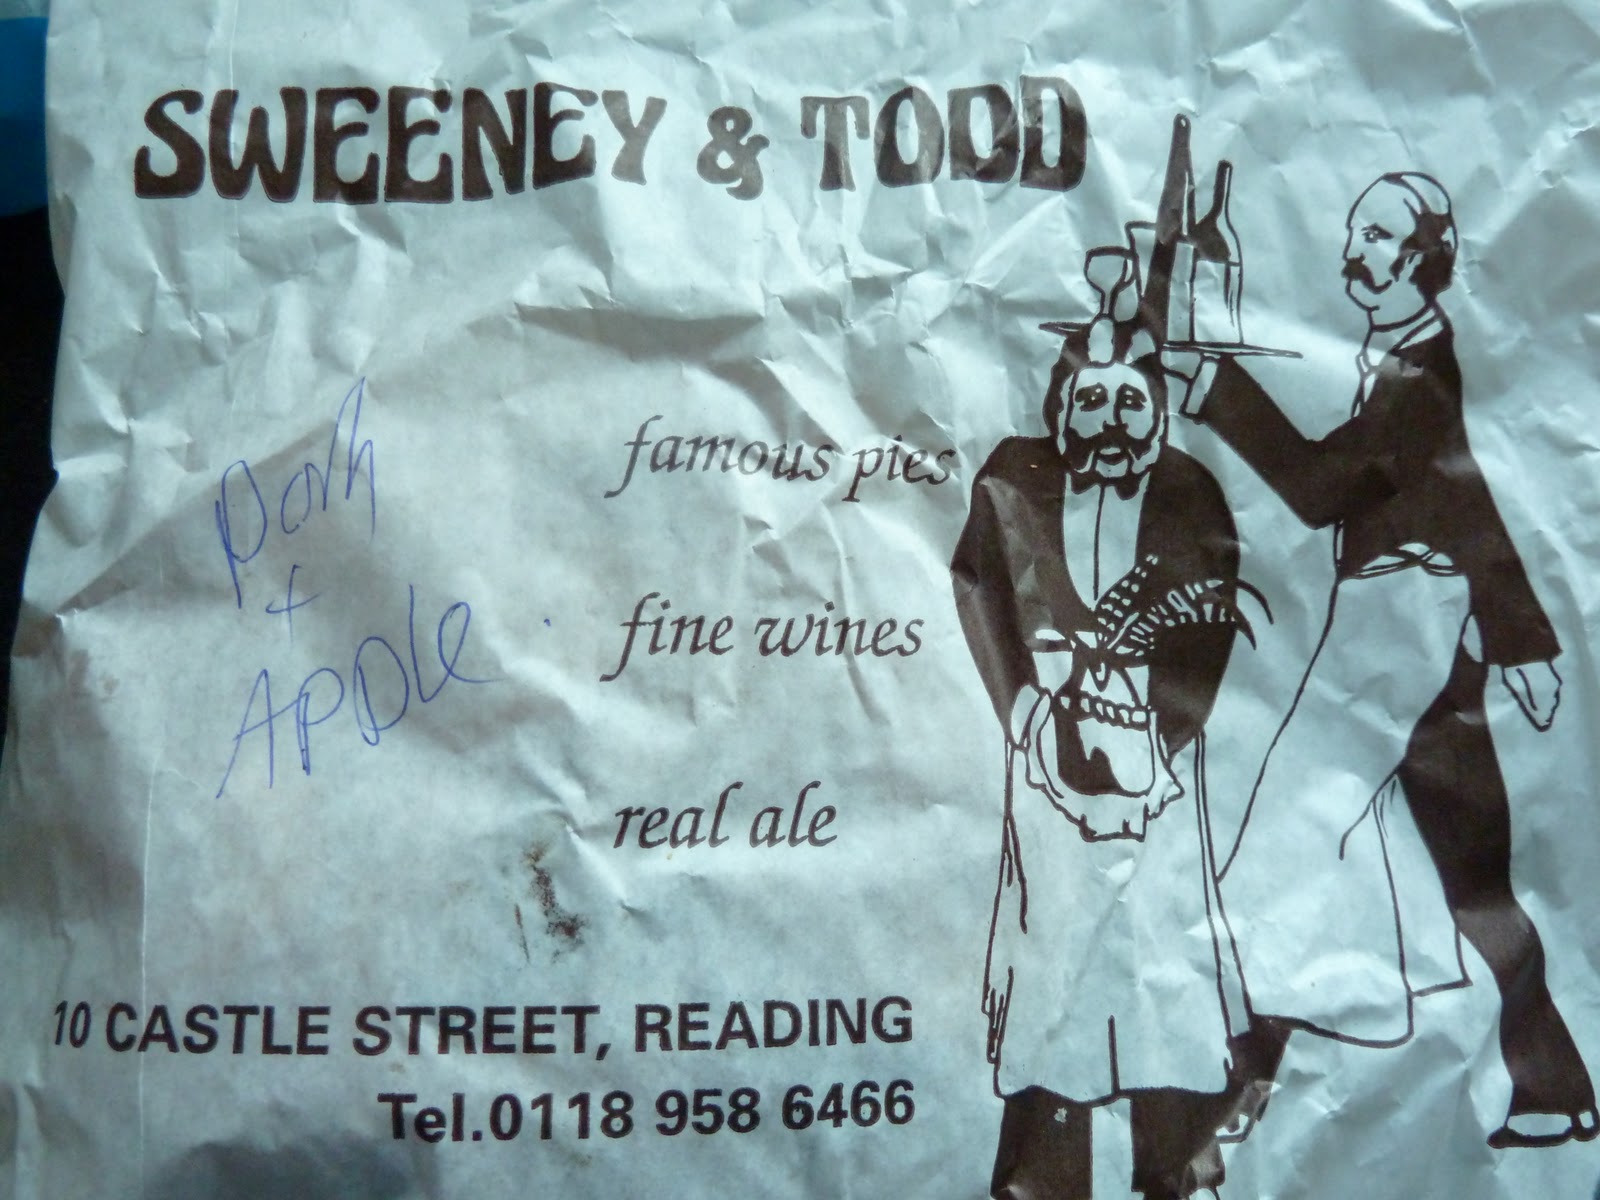 SWEENEY & TODD
famous pies
fine wines
real ale
Pork
+
APPLE
10 CASTLE STREET, READING
Tel.0118 958 6466